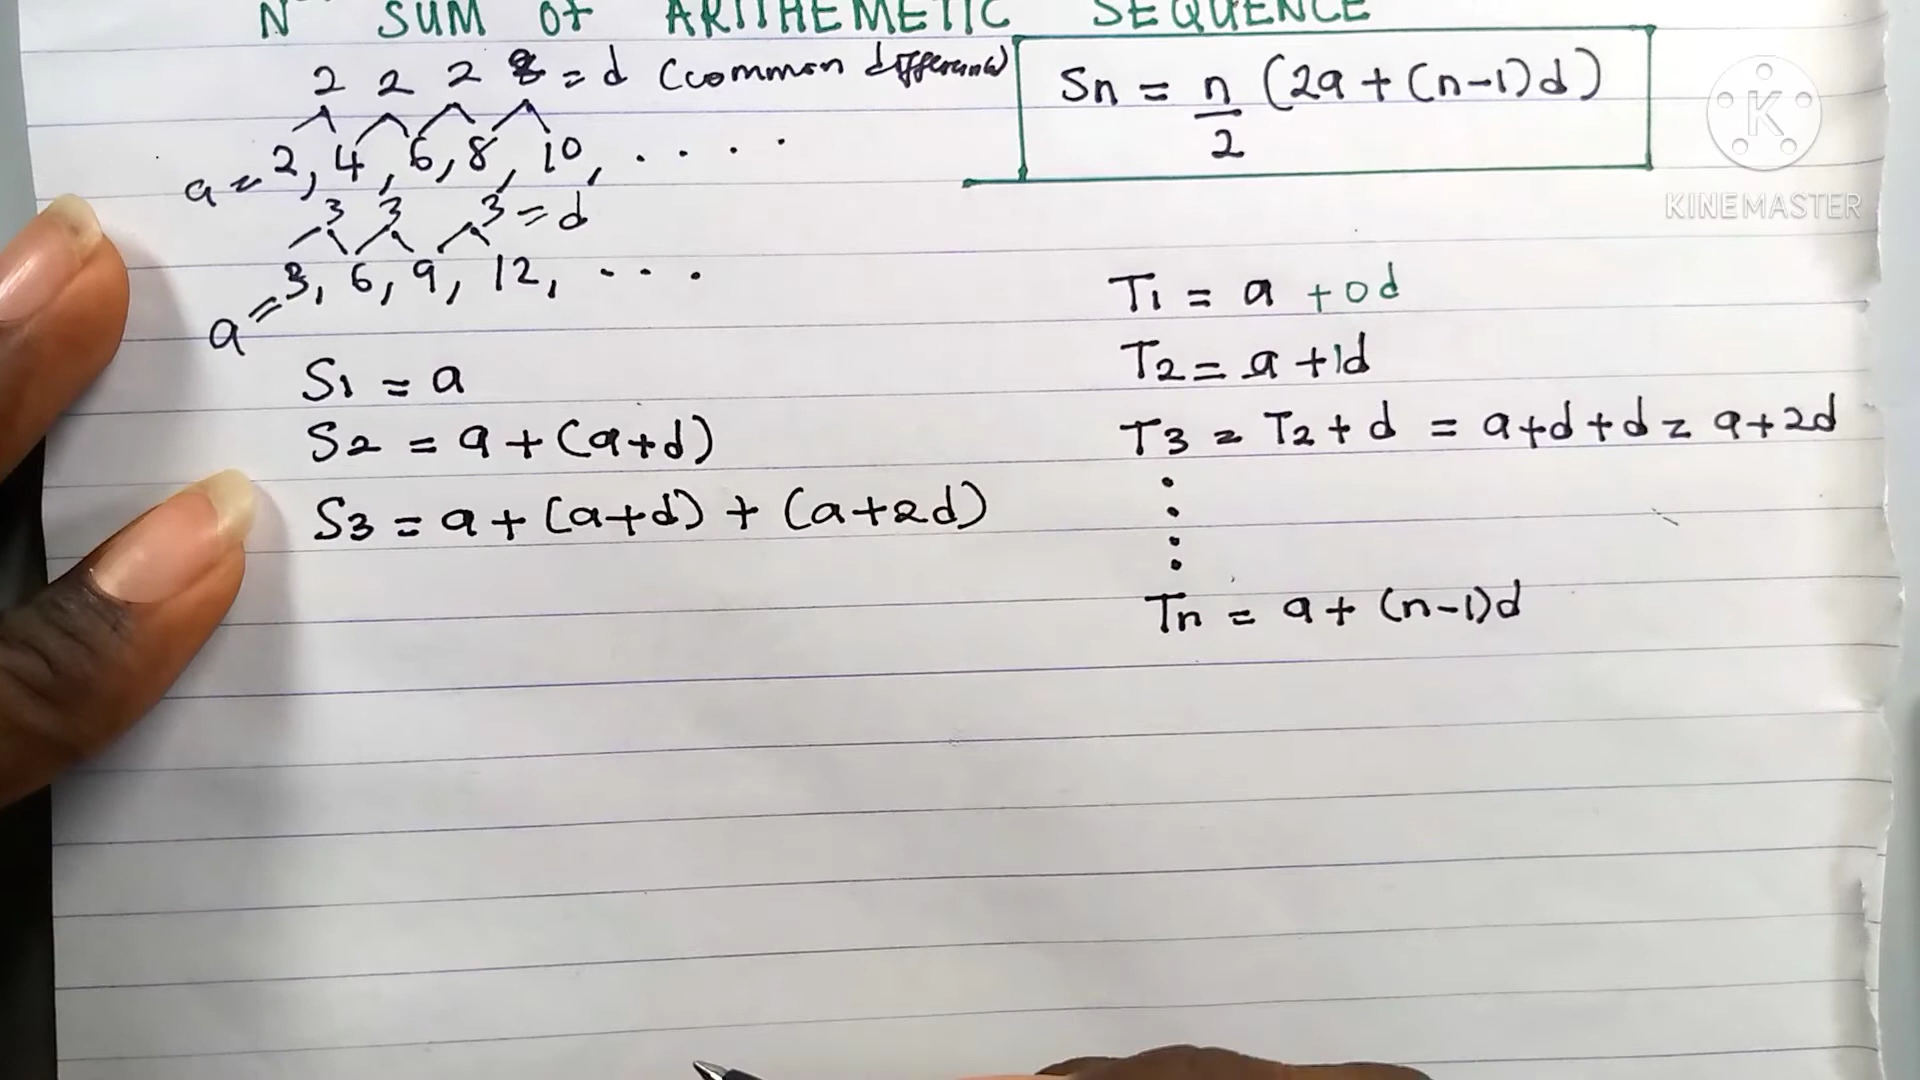 Nth SUM Of ARITHEMETIC SEQUENCE
2 2 2 2 = d (common difference)
a = 2, 4, 6, 8, 10, . . . .
3 3 3 = d
a = 3, 6, 9, 12, . . .
Sn = n/2 (2a + (n-1)d)
K
KINEMASTER
S1 = a
S2 = a + (a+d)
S3 = a + (a+d) + (a+2d)
T1 = a + 0d
T2 = a + 1d
T3 = T2 + d = a+d+d = a+2d
Tn = a + (n-1)d